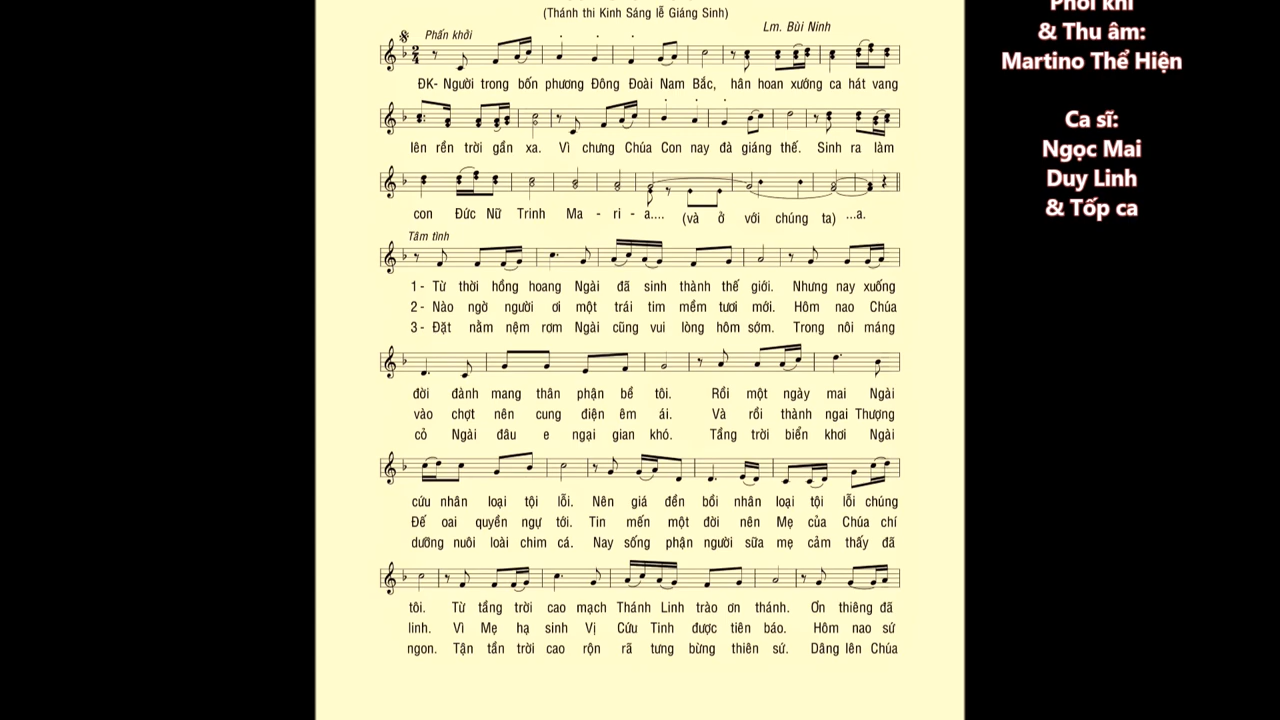 (Thánh thi Kinh Sáng lễ Giáng Sinh)
Phấn khởi
Lm. Bùi Ninh
ĐK- Người trong bốn phương Đông Đoài Nam Bắc, hân hoan xướng ca hát vang
lên rền trời gần xa. Vì chưng Chúa Con nay đà giáng thế. Sinh ra làm
con Đức Nữ Trinh Ma - ri - a.... (và ở với chúng ta) ...a.
Tâm tình
1- Từ thời hồng hoang Ngài đã sinh thành thế giới. Nhưng nay xuống
2- Nào ngờ người ơi một trái tim mềm tươi mới. Hôm nao Chúa
3- Đặt nằm nệm rơm Ngài cũng vui lòng hôm sớm. Trong nôi máng
đời đành mang thân phận bề tôi. Rồi một ngày mai Ngài
vào chợt nên cung điện êm ái. Và rồi thành ngai Thượng
cỏ Ngài đâu e ngại gian khó. Tầng trời biển khơi Ngài
cứu nhân loại tội lỗi. Nên giá đền bồi nhân loại tội lỗi chúng
Đế oai quyền ngự tới. Tin mến một đời nên Mẹ của Chúa chí
dưỡng nuôi loài chim cá. Nay sống phận người sữa mẹ cảm thấy đã
tôi. Từ tầng trời cao mạch Thánh Linh trào ơn thánh. Ơn thiêng đã
linh. Vì Mẹ hạ sinh Vị Cứu Tinh được tiên báo. Hôm nao sứ
ngon. Tận tần trời cao rộn rã tưng bừng thiên sứ. Dâng lên Chúa
Phối khí
& Thu âm:
Martino Thể Hiện
Ca sĩ:
Ngọc Mai
Duy Linh
& Tốp ca